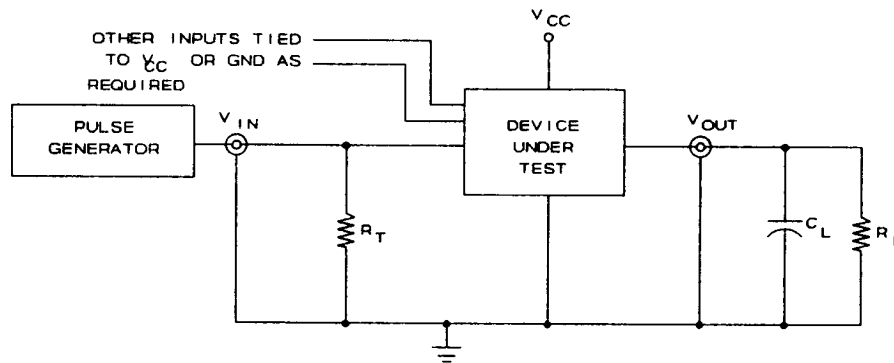 VCC
OTHER INPUTS TIED
TO VCC OR GND AS
REQUIRED
PULSE
GENERATOR
VIN
DEVICE
UNDER
TEST
VOUT
RT
CL
R